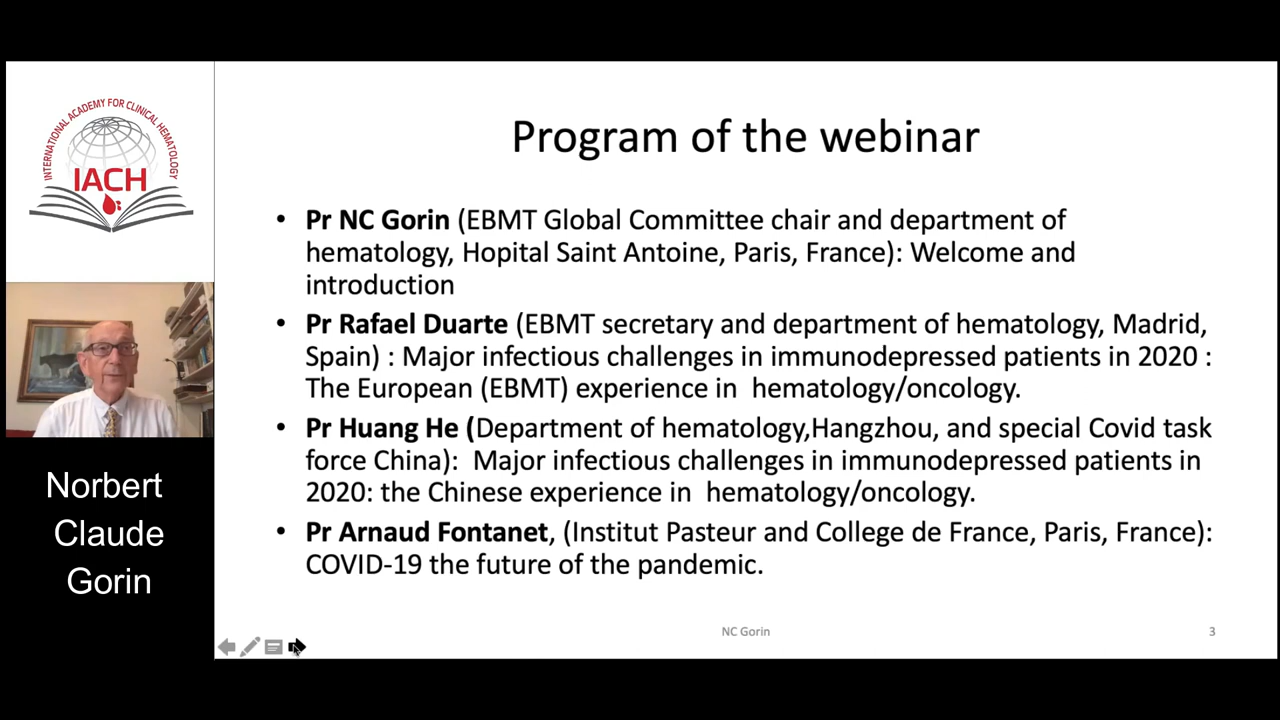 INTERNATIONAL ACADEMY FOR CLINICAL HEMATOLOGY
IACH
Norbert
Claude
Gorin
Program of the webinar
• Pr NC Gorin (EBMT Global Committee chair and department of
hematology, Hopital Saint Antoine, Paris, France): Welcome and
introduction
• Pr Rafael Duarte (EBMT secretary and department of hematology, Madrid,
Spain) : Major infectious challenges in immunodepressed patients in 2020 :
The European (EBMT) experience in  hematology/oncology.
• Pr Huang He (Department of hematology,Hangzhou, and special Covid task
force China):  Major infectious challenges in immunodepressed patients in
2020: the Chinese experience in  hematology/oncology.
• Pr Arnaud Fontanet, (Institut Pasteur and College de France, Paris, France):
COVID-19 the future of the pandemic.
NC Gorin
3